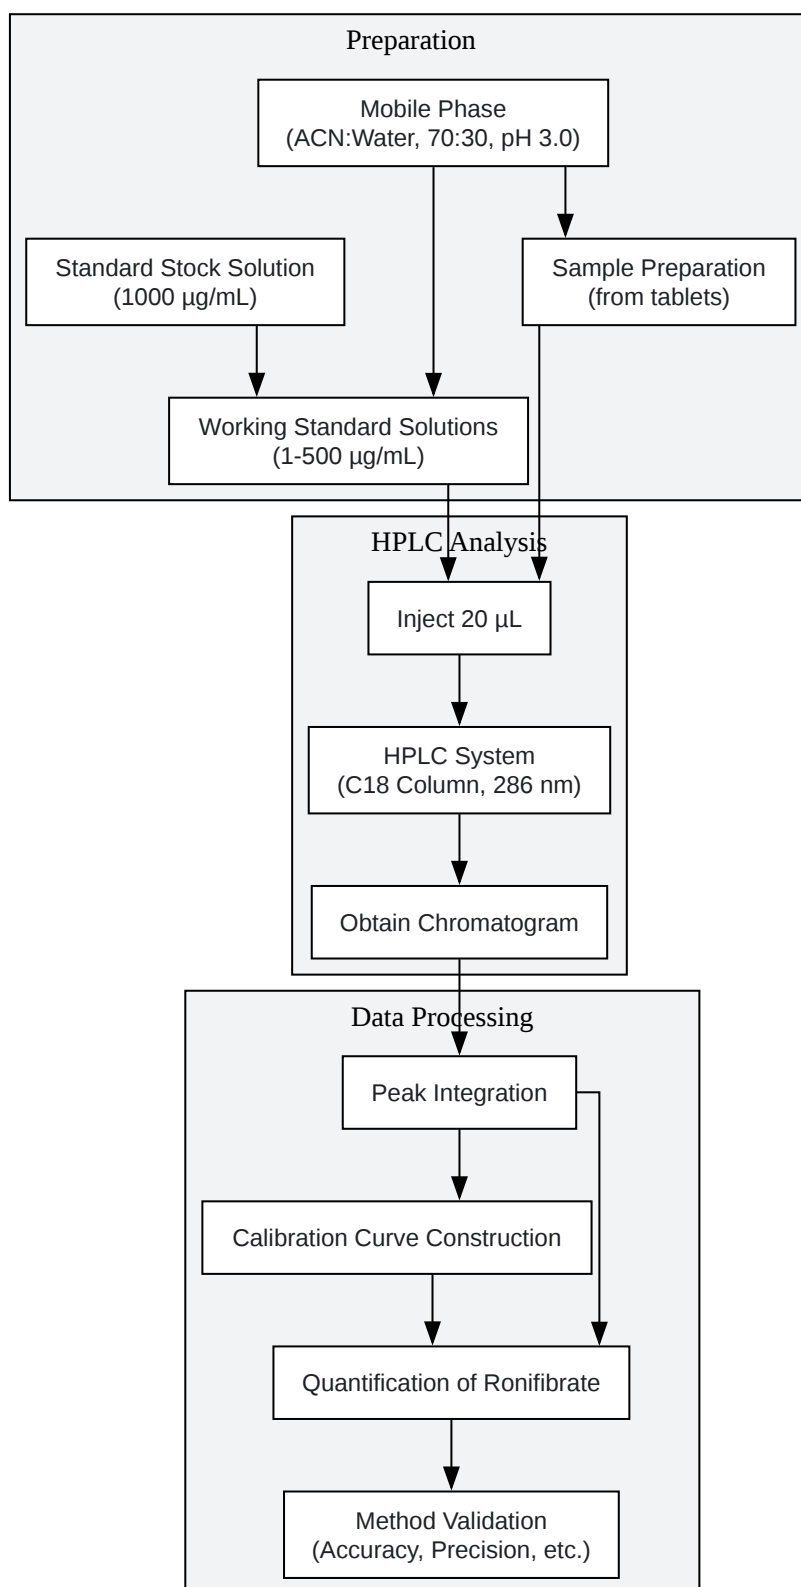 Preparation
Mobile Phase
(ACN:Water, 70:30, pH 3.0)
Standard Stock Solution
(1000 µg/mL)
Sample Preparation
(from tablets)
Working Standard Solutions
(1-500 µg/mL)
HPLC Analysis
Inject 20 µL
HPLC System
(C18 Column, 286 nm)
Obtain Chromatogram
Data Processing
Peak Integration
Calibration Curve Construction
Quantification of Ronifibrate
Method Validation
(Accuracy, Precision, etc.)